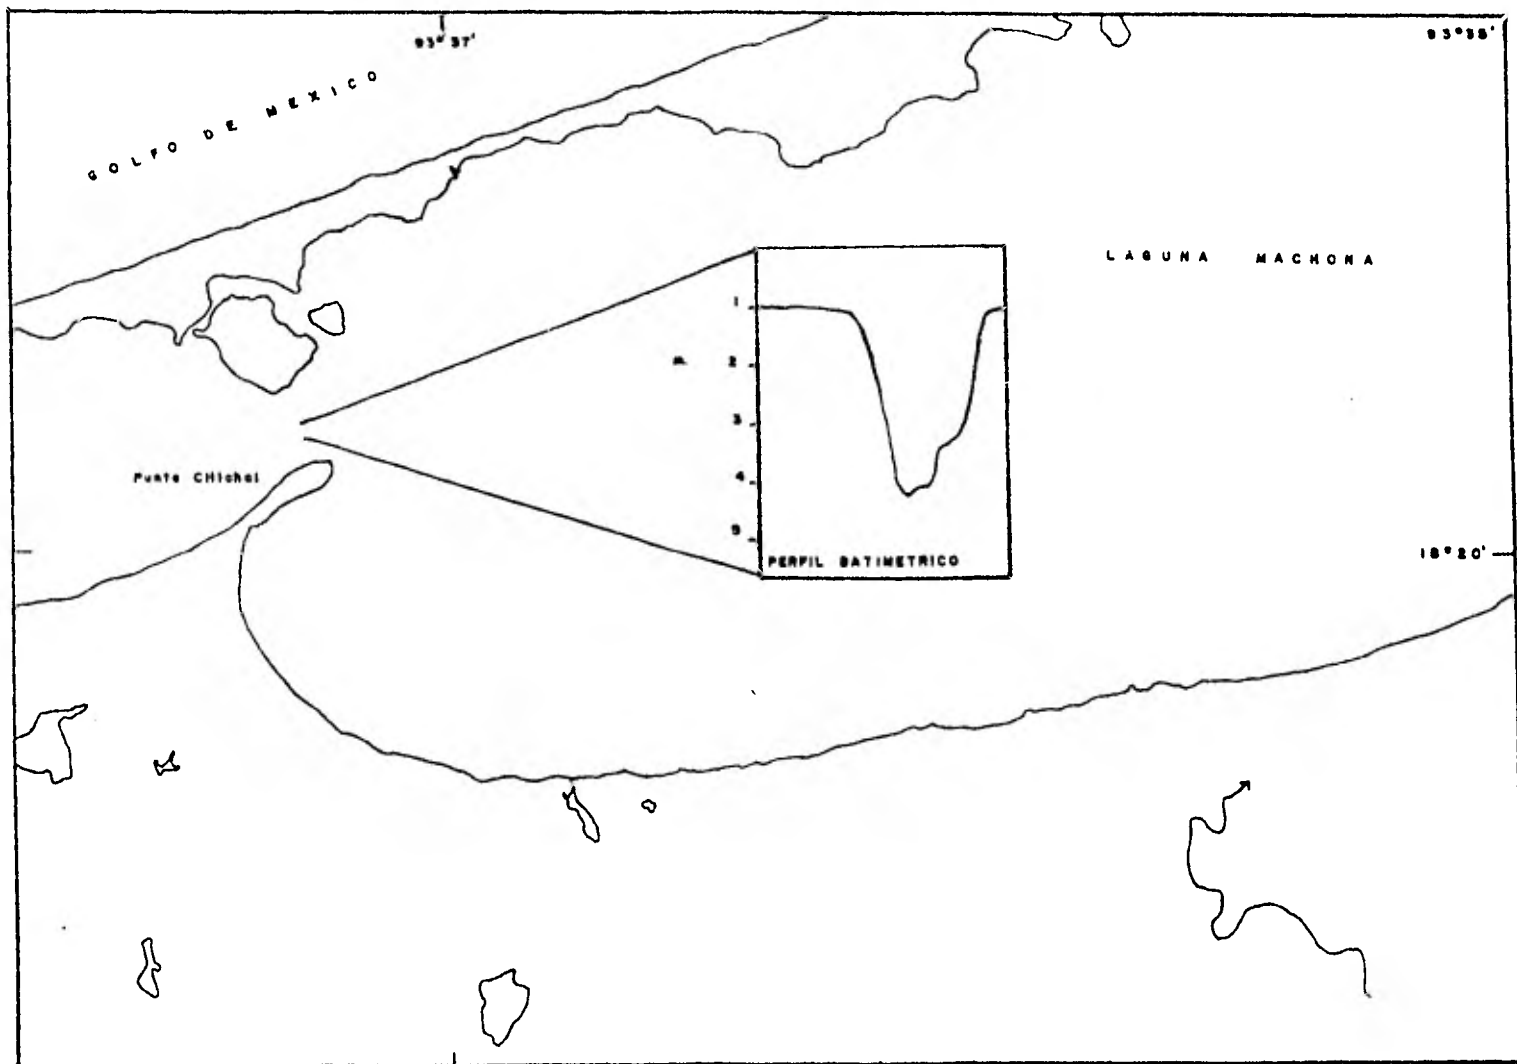 93°37'
93°35'
GOLFO DE MEXICO
LAGUNA MACHONA
1
m. 2
3
Punta Chichal
4
5
PERFIL BATIMETRICO
18°20'